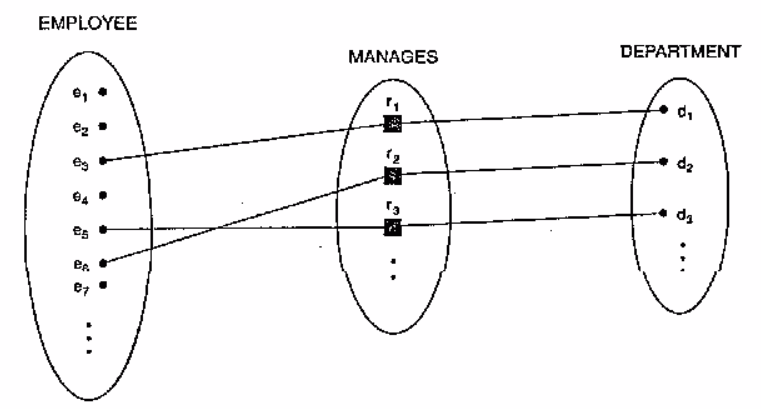 EMPLOYEE
MANAGES
DEPARTMENT
e1
e2
e3
e4
e5
e6
e7
r1
r2
r3
d1
d2
d3